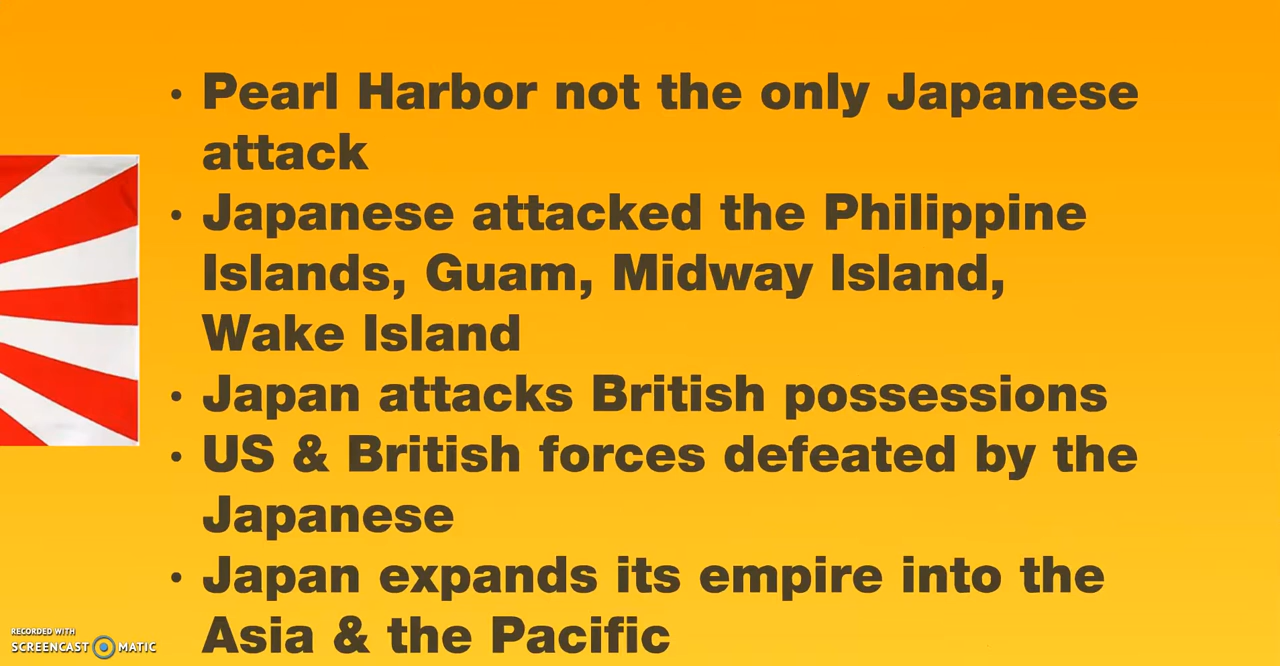 • Pearl Harbor not the only Japanese
attack
• Japanese attacked the Philippine
Islands, Guam, Midway Island,
Wake Island
• Japan attacks British possessions
• US & British forces defeated by the
Japanese
• Japan expands its empire into the
Asia & the Pacific
RECORDED WITH
SCREENCAST MATIC